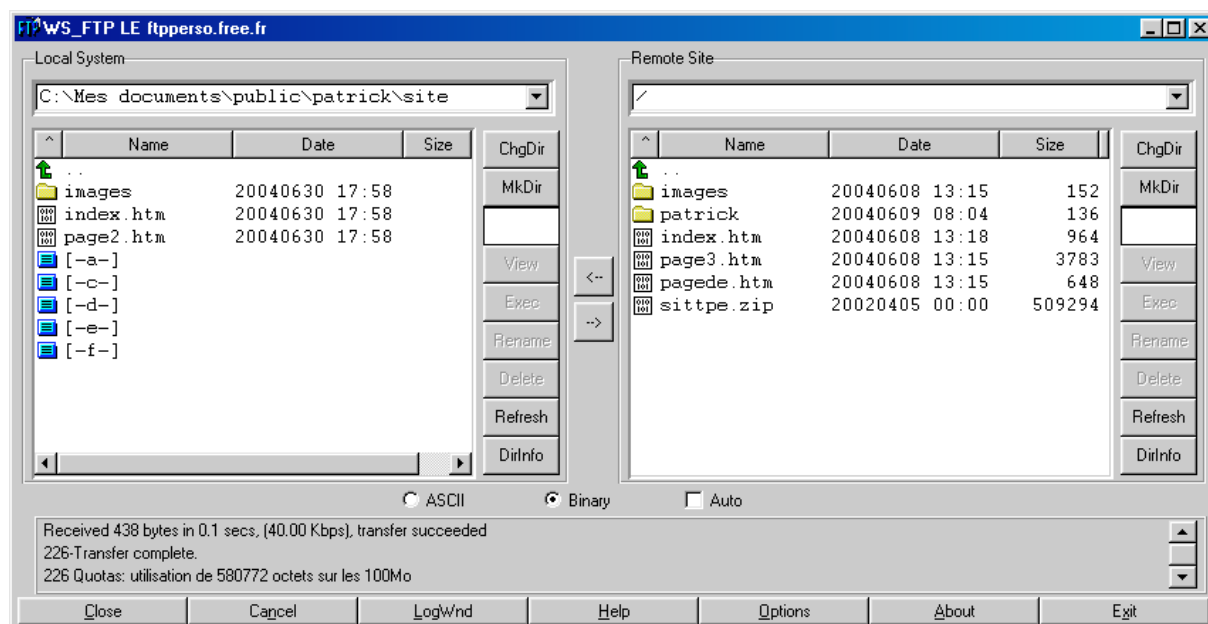 WS_FTP LE ftpperso.free.fr
Local System
C:\Mes documents\public\patrick\site
^ Name Date Size
..
images 20040630 17:58
index.htm 20040630 17:58
page2.htm 20040630 17:58
[-a-]
[-c-]
[-d-]
[-e-]
[-f-]
ChgDir
MkDir
View
Exec
Rename
Delete
Refresh
DirInfo
<--
-->
Remote Site
/
^ Name Date Size
..
images 20040608 13:15 152
patrick 20040609 08:04 136
index.htm 20040608 13:18 964
page3.htm 20040608 13:15 3783
pagede.htm 20040608 13:15 648
sittpe.zip 20020405 00:00 509294
ChgDir
MkDir
View
Exec
Rename
Delete
Refresh
DirInfo
ASCII Binary Auto
Received 438 bytes in 0.1 secs, (40.00 Kbps), transfer succeeded
226-Transfer complete.
226 Quotas: utilisation de 580772 octets sur les 100Mo
Close Cancel LogWnd Help Options About Exit